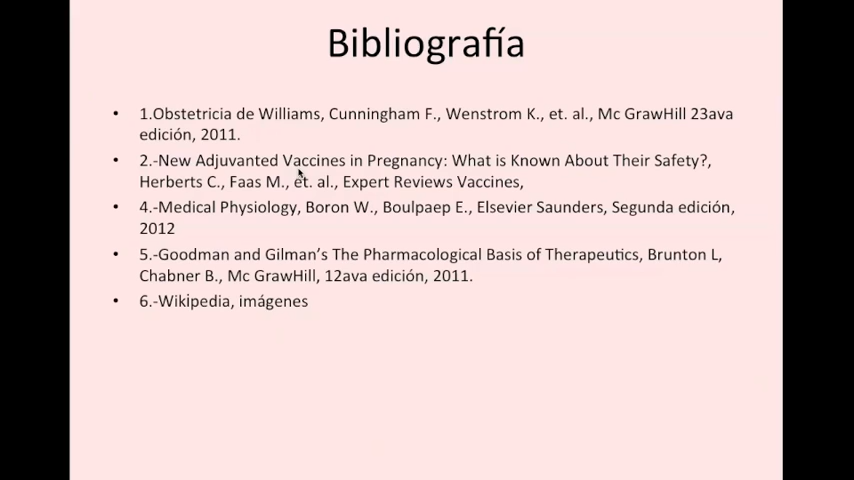 Bibliografía
• 1.Obstetricia de Williams, Cunningham F., Wenstrom K., et. al., Mc GrawHill 23ava
edición, 2011.
• 2.-New Adjuvanted Vaccines in Pregnancy: What is Known About Their Safety?,
Herberts C., Faas M., et. al., Expert Reviews Vaccines,
• 4.-Medical Physiology, Boron W., Boulpaep E., Elsevier Saunders, Segunda edición,
2012
• 5.-Goodman and Gilman’s The Pharmacological Basis of Therapeutics, Brunton L,
Chabner B., Mc GrawHill, 12ava edición, 2011.
• 6.-Wikipedia, imágenes